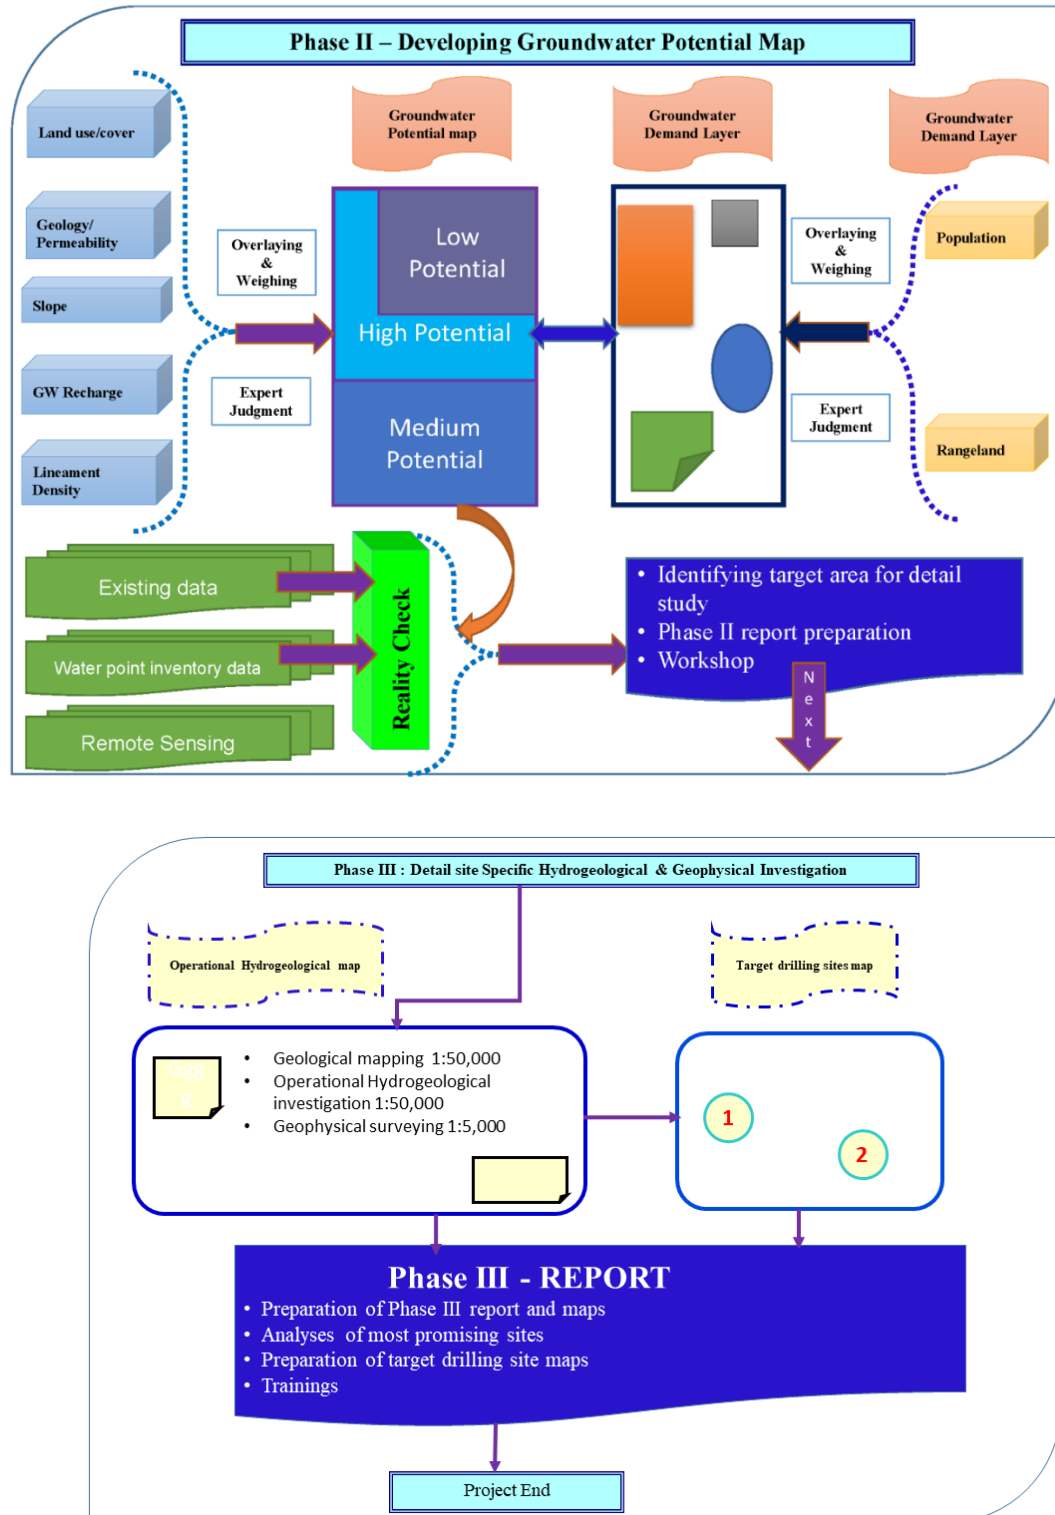 Phase II – Developing Groundwater Potential Map
Land use/cover
Geology/
Permeability
Slope
GW Recharge
Lineament
Density
Overlaying
&
Weighing
Expert
Judgment
Groundwater
Potential map
Low
Potential
High Potential
Medium
Potential
Groundwater
Demand Layer
Groundwater
Demand Layer
Overlaying
&
Weighing
Expert
Judgment
Population
Rangeland
Existing data
Water point inventory data
Remote Sensing
Reality Check
• Identifying target area for detail
study
• Phase II report preparation
• Workshop
Next
Phase III : Detail site Specific Hydrogeological & Geophysical Investigation
Operational Hydrogeological map
Target drilling sites map
Ggg
g
• Geological mapping 1:50,000
• Operational Hydrogeological
investigation 1:50,000
• Geophysical surveying 1:5,000
1
2
Phase III - REPORT
• Preparation of Phase III report and maps
• Analyses of most promising sites
• Preparation of target drilling site maps
• Trainings
Project End